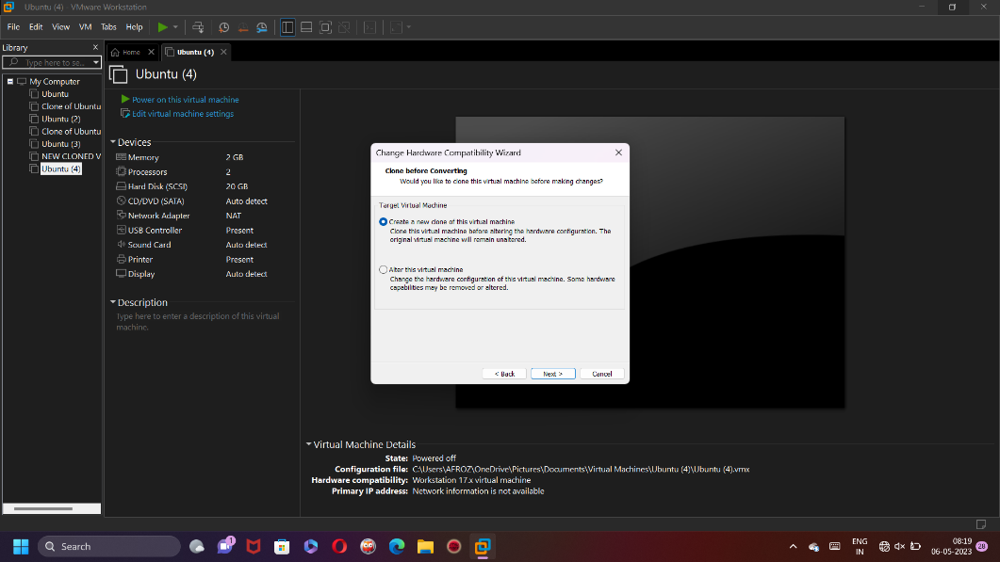 Ubuntu (4) - VMware Workstation
File Edit View VM Tabs Help
Library
Type here to se...
My Computer
Ubuntu
Clone of Ubuntu
Ubuntu (2)
Clone of Ubuntu
Ubuntu (3)
NEW CLONED V
Ubuntu (4)
Home
Ubuntu (4)
Ubuntu (4)
Power on this virtual machine
Edit virtual machine settings
Devices
Memory 2 GB
Processors 2
Hard Disk (SCSI) 20 GB
CD/DVD (SATA) Auto detect
Network Adapter NAT
USB Controller Present
Sound Card Auto detect
Printer Present
Display Auto detect
Description
Type here to enter a description of this virtual
machine.
Change Hardware Compatibility Wizard
Clone before Converting
Would you like to clone this virtual machine before making changes?
Target Virtual Machine
Create a new clone of this virtual machine
Clone this virtual machine before altering the hardware configuration. The
original virtual machine will remain unaltered.
Alter this virtual machine
Change the hardware configuration of this virtual machine. Some hardware
capabilities may be removed or altered.
< Back Next > Cancel
Virtual Machine Details
State: Powered off
Configuration file: C:\Users\AFROZ\OneDrive\Pictures\Documents\Virtual Machines\Ubuntu (4)\Ubuntu (4).vmx
Hardware compatibility: Workstation 17.x virtual machine
Primary IP address: Network information is not available
Search
1
ENG
IN
08:19
06-05-2023
28